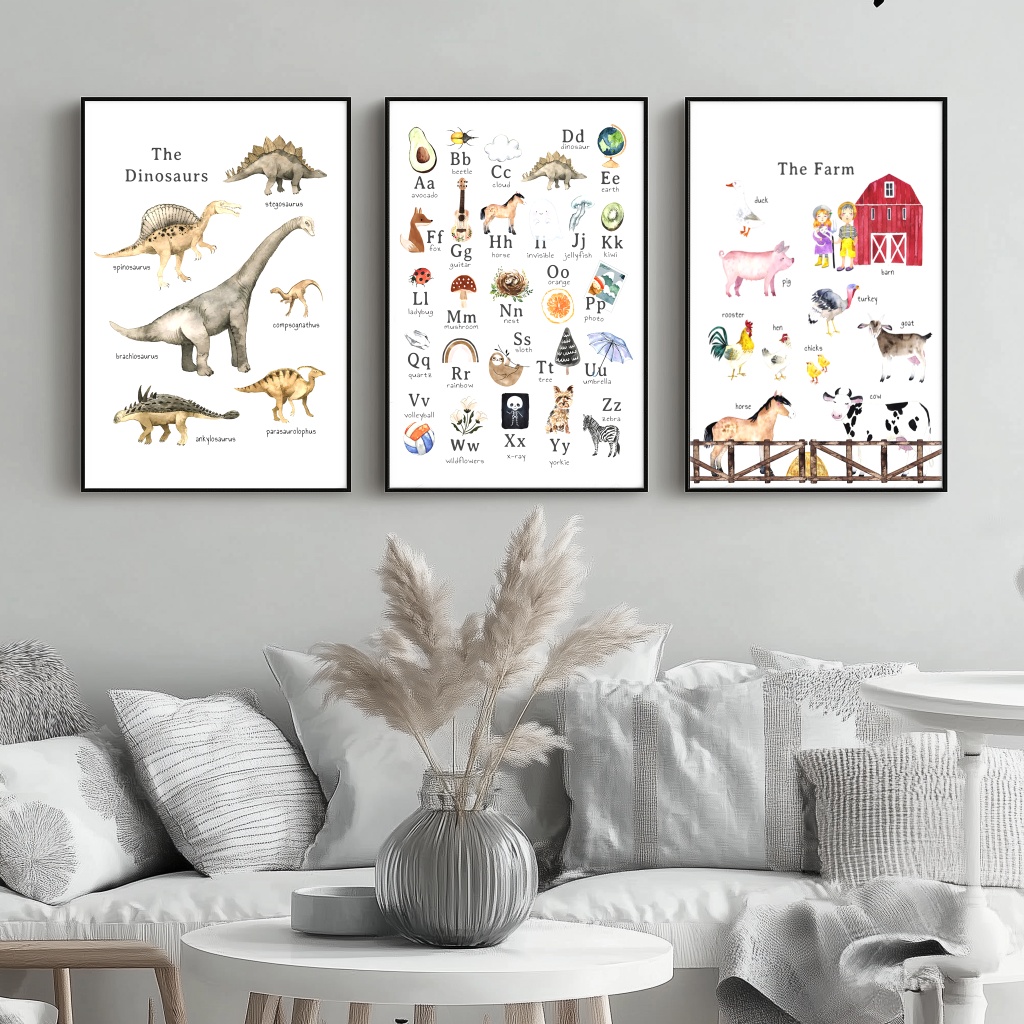 The
Dinosaurs
stegosaurus
spinosaurus
compsognathus
brachiosaurus
parasaurolophus
ankylosaurus
Aa
avocado
Bb
beetle
Cc
cloud
Dd
dinosaur
Ee
earth
Ff
fox
Gg
guitar
Hh
horse
Ii
invisible
Jj
jellyfish
Kk
kiwi
Ll
ladybug
Mm
mushroom
Nn
nest
Oo
orange
Pp
photo
Qq
quartz
Rr
rainbow
Ss
sloth
Tt
tree
Uu
umbrella
Vv
volleyball
Ww
wildflowers
Xx
x-ray
Yy
yorkie
Zz
zebra
The Farm
duck
barn
pig
turkey
rooster
hen
goat
chicks
horse
cow